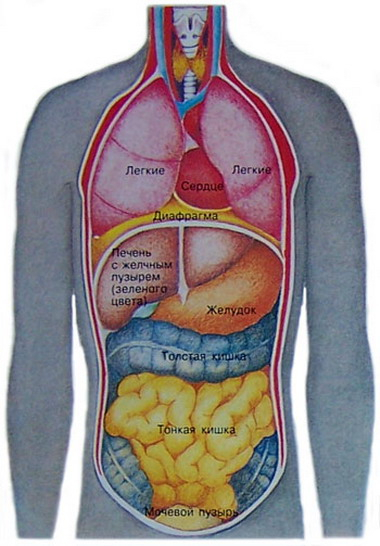 Легкие
Легкие
Сердце
Диафрагма
Печень
с желчным
пузырем
(зеленого
цвета)
Желудок
Толстая кишка
Тонкая кишка
Мочевой пузырь